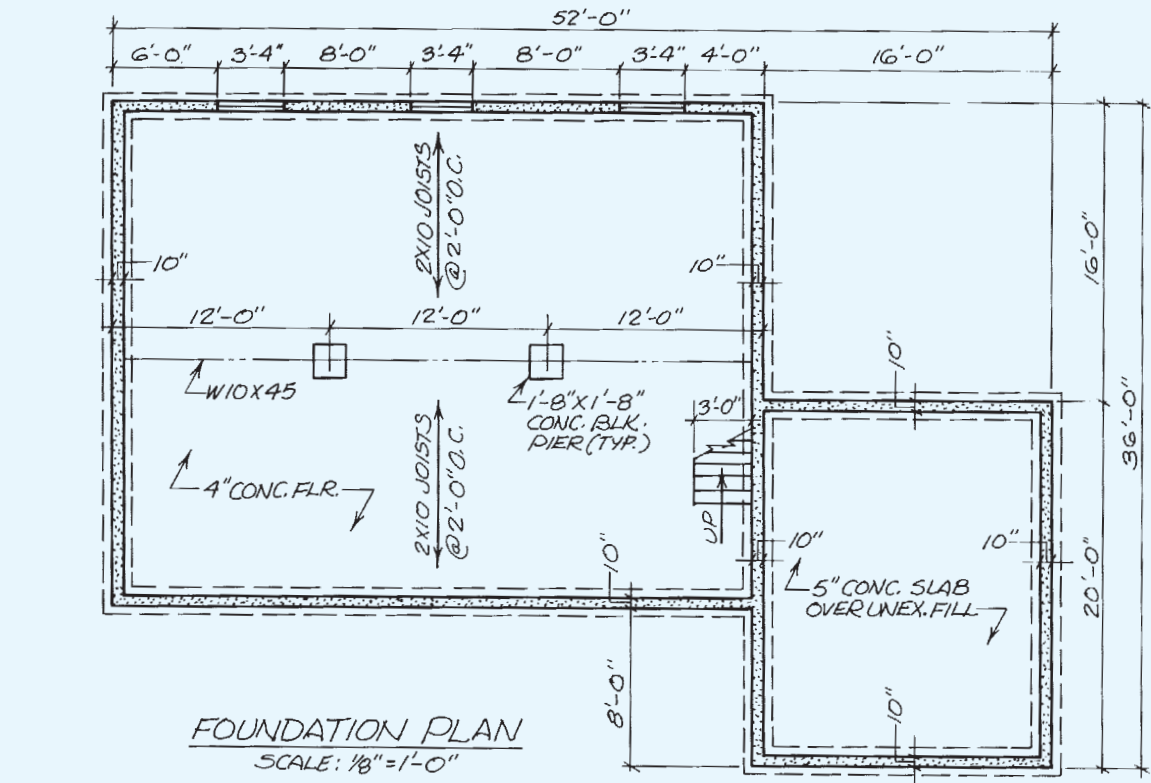 52'-0"
6'-0" 3'-4" 8'-0" 3'-4" 8'-0" 3'-4" 4'-0" 16'-0"
2X10 JOISTS
@2'-0"O.C.
16'-0"
36'-0"
10"
10"
12'-0" 12'-0" 12'-0"
W10X45
1'-8"X1'-8"
CONC. BLK.
PIER (TYP.)
10"
3'-0"
2X10 JOISTS
@2'-0"O.C.
4"CONC. FLR.
UP
10"
10"
10"
5"CONC. SLAB
OVER UNEX. FILL
20'-0"
8'-0"
10"
FOUNDATION PLAN
SCALE: 1/8"=1'-0"